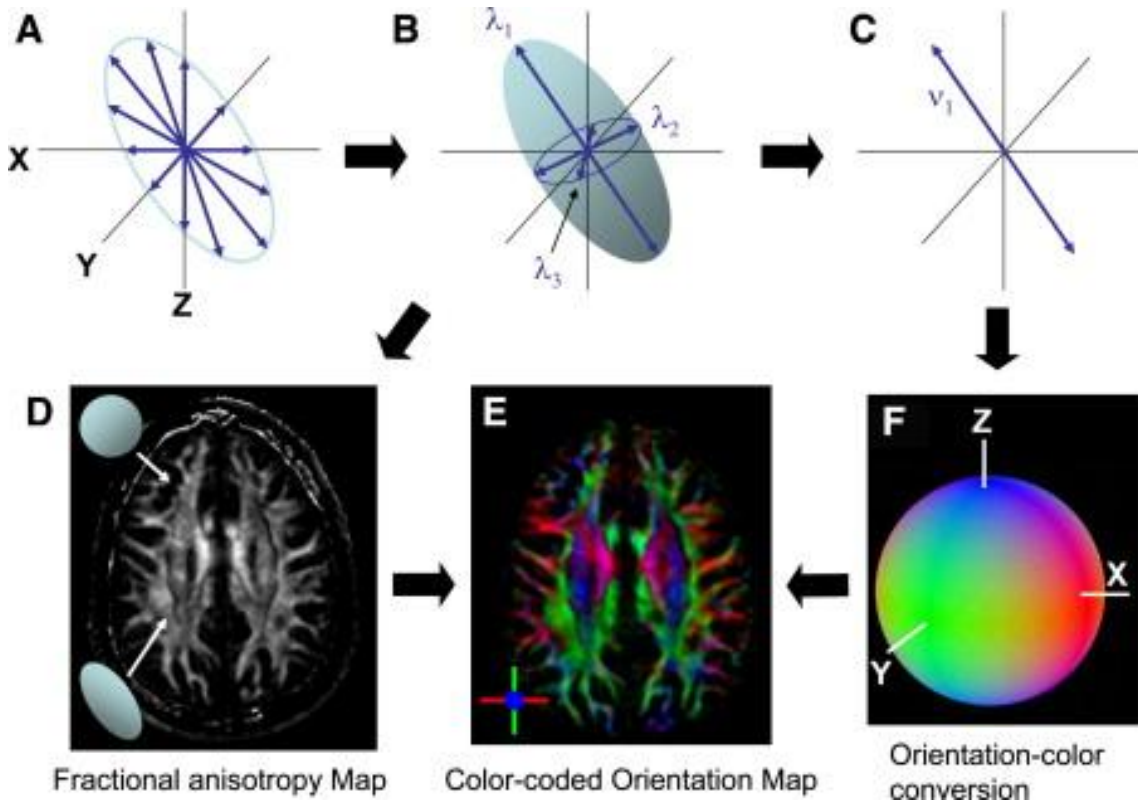 A
B
C
X
Y
Z
λ1
λ2
λ3
ν1
D
E
F
Z
X
Y
Fractional anisotropy Map
Color-coded Orientation Map
Orientation-color
conversion